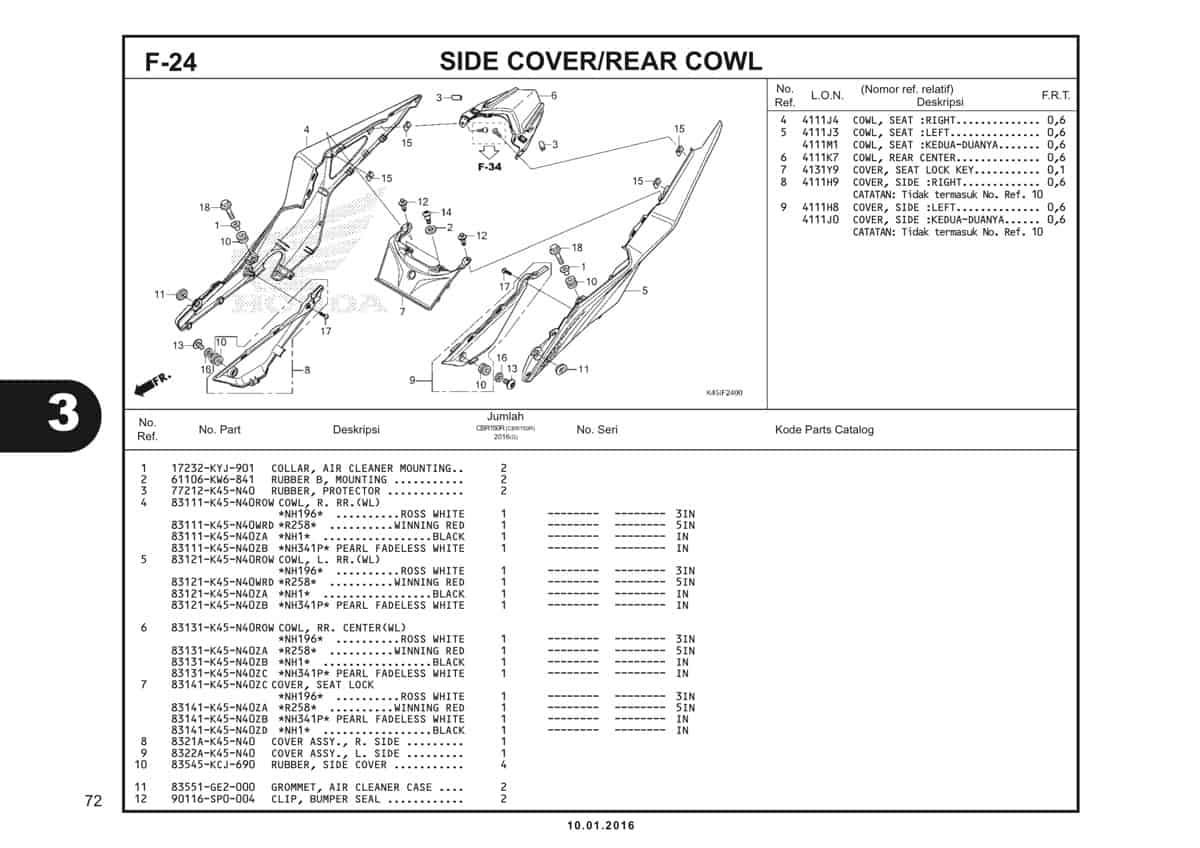 F-24
SIDE COVER/REAR COWL
No. Ref. L.O.N. (Nomor ref. relatif) Deskripsi F.R.T.
4 4111J4 COWL, SEAT :RIGHT.............. 0,6
5 4111J3 COWL, SEAT :LEFT............... 0,6
4111M1 COWL, SEAT :KEDUA-DUANYA....... 0,6
6 4111K7 COWL, REAR CENTER.............. 0,6
7 4131Y9 COVER, SEAT LOCK KEY........... 0,1
8 4111H9 COVER, SIDE :RIGHT............. 0,6
CATATAN: Tidak termasuk No. Ref. 10
9 4111H8 COVER, SIDE :LEFT.............. 0,6
4111J0 COVER, SIDE :KEDUA-DUANYA...... 0,6
CATATAN: Tidak termasuk No. Ref. 10
3 6
4 15 15
3
F-34
15 15
18 12 14
1 2
10 12
18
1
17 10
11 5
HONDA
7
17
13 10
16 8 16 13
9 10 11
FR.
K45IF2400
3
No. Ref. No. Part Deskripsi Jumlah CBR150R (CBR150R) 2016 (G) No. Seri Kode Parts Catalog
1 17232-KYJ-901 COLLAR, AIR CLEANER MOUNTING.. 2
2 61106-KW6-841 RUBBER B, MOUNTING ........... 2
3 77212-K45-N40 RUBBER, PROTECTOR ............ 2
4 83111-K45-N40ROW COWL, R. RR.(WL)
*NH196* ..........ROSS WHITE 1 -------- -------- 3IN
83111-K45-N40WRD *R258* ..........WINNING RED 1 -------- -------- 5IN
83111-K45-N40ZA *NH1* .................BLACK 1 -------- -------- IN
83111-K45-N40ZB *NH341P* PEARL FADELESS WHITE 1 -------- -------- IN
5 83121-K45-N40ROW COWL, L. RR.(WL)
*NH196* ..........ROSS WHITE 1 -------- -------- 3IN
83121-K45-N40WRD *R258* ..........WINNING RED 1 -------- -------- 5IN
83121-K45-N40ZA *NH1* .................BLACK 1 -------- -------- IN
83121-K45-N40ZB *NH341P* PEARL FADELESS WHITE 1 -------- -------- IN
6 83131-K45-N40ROW COWL, RR. CENTER(WL)
*NH196* ..........ROSS WHITE 1 -------- -------- 3IN
83131-K45-N40ZA *R258* ..........WINNING RED 1 -------- -------- 5IN
83131-K45-N40ZB *NH1* .................BLACK 1 -------- -------- IN
83131-K45-N40ZC *NH341P* PEARL FADELESS WHITE 1 -------- -------- IN
7 83141-K45-N40ZC COVER, SEAT LOCK
*NH196* ..........ROSS WHITE 1 -------- -------- 3IN
83141-K45-N40ZA *R258* ..........WINNING RED 1 -------- -------- 5IN
83141-K45-N40ZB *NH341P* PEARL FADELESS WHITE 1 -------- -------- IN
83141-K45-N40ZD *NH1* .................BLACK 1 -------- -------- IN
8 8321A-K45-N40 COVER ASSY., R. SIDE ......... 1
9 8322A-K45-N40 COVER ASSY., L. SIDE ......... 1
10 83545-KCJ-690 RUBBER, SIDE COVER ........... 4
11 83551-GE2-000 GROMMET, AIR CLEANER CASE .... 2
12 90116-SP0-004 CLIP, BUMPER SEAL ............ 2
72
10.01.2016